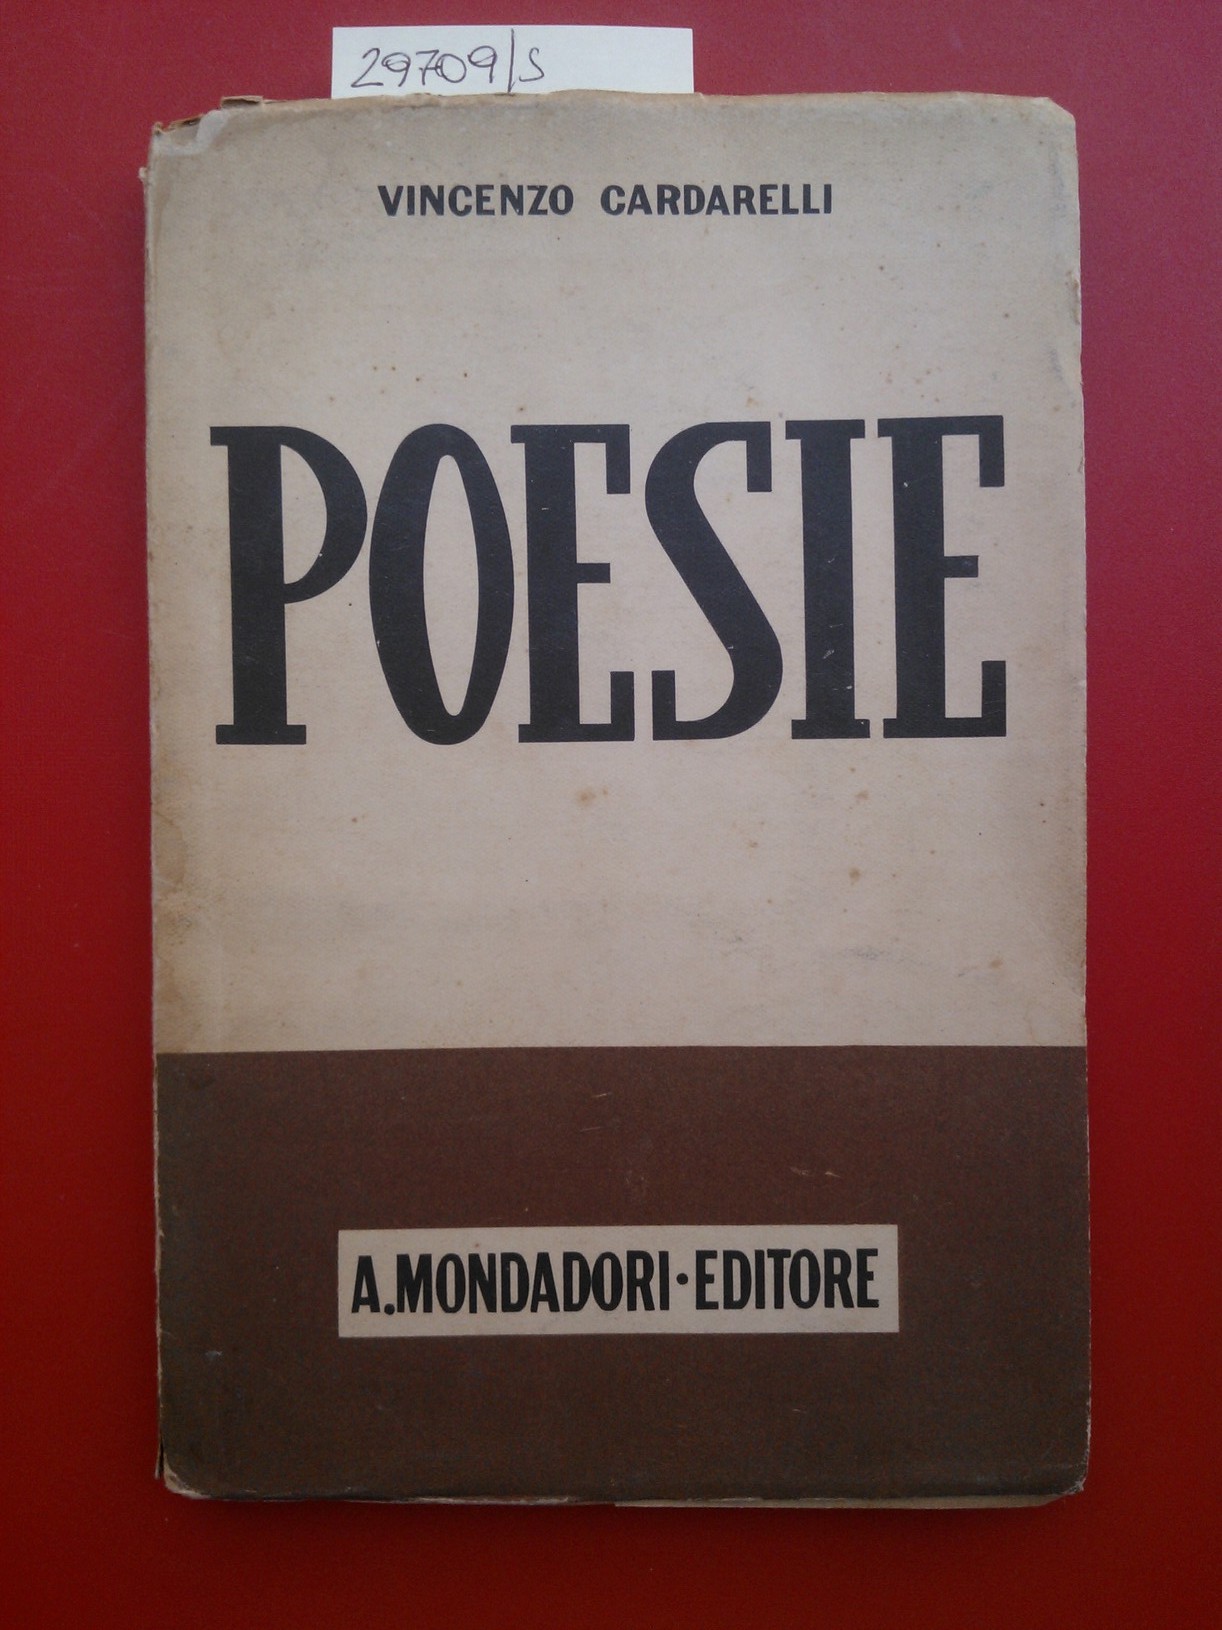 29709/s
VINCENZO CARDARELLI
POESIE
A. MONDADORI · EDITORE